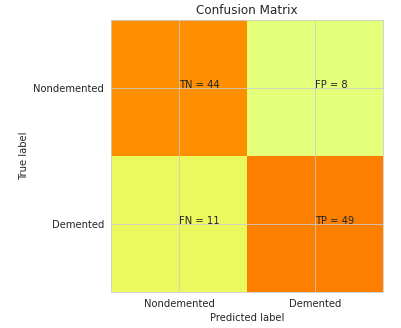 Confusion Matrix
Nondemented
TN = 44
FP = 8
True label
Demented
FN = 11
TP = 49
Nondemented
Demented
Predicted label